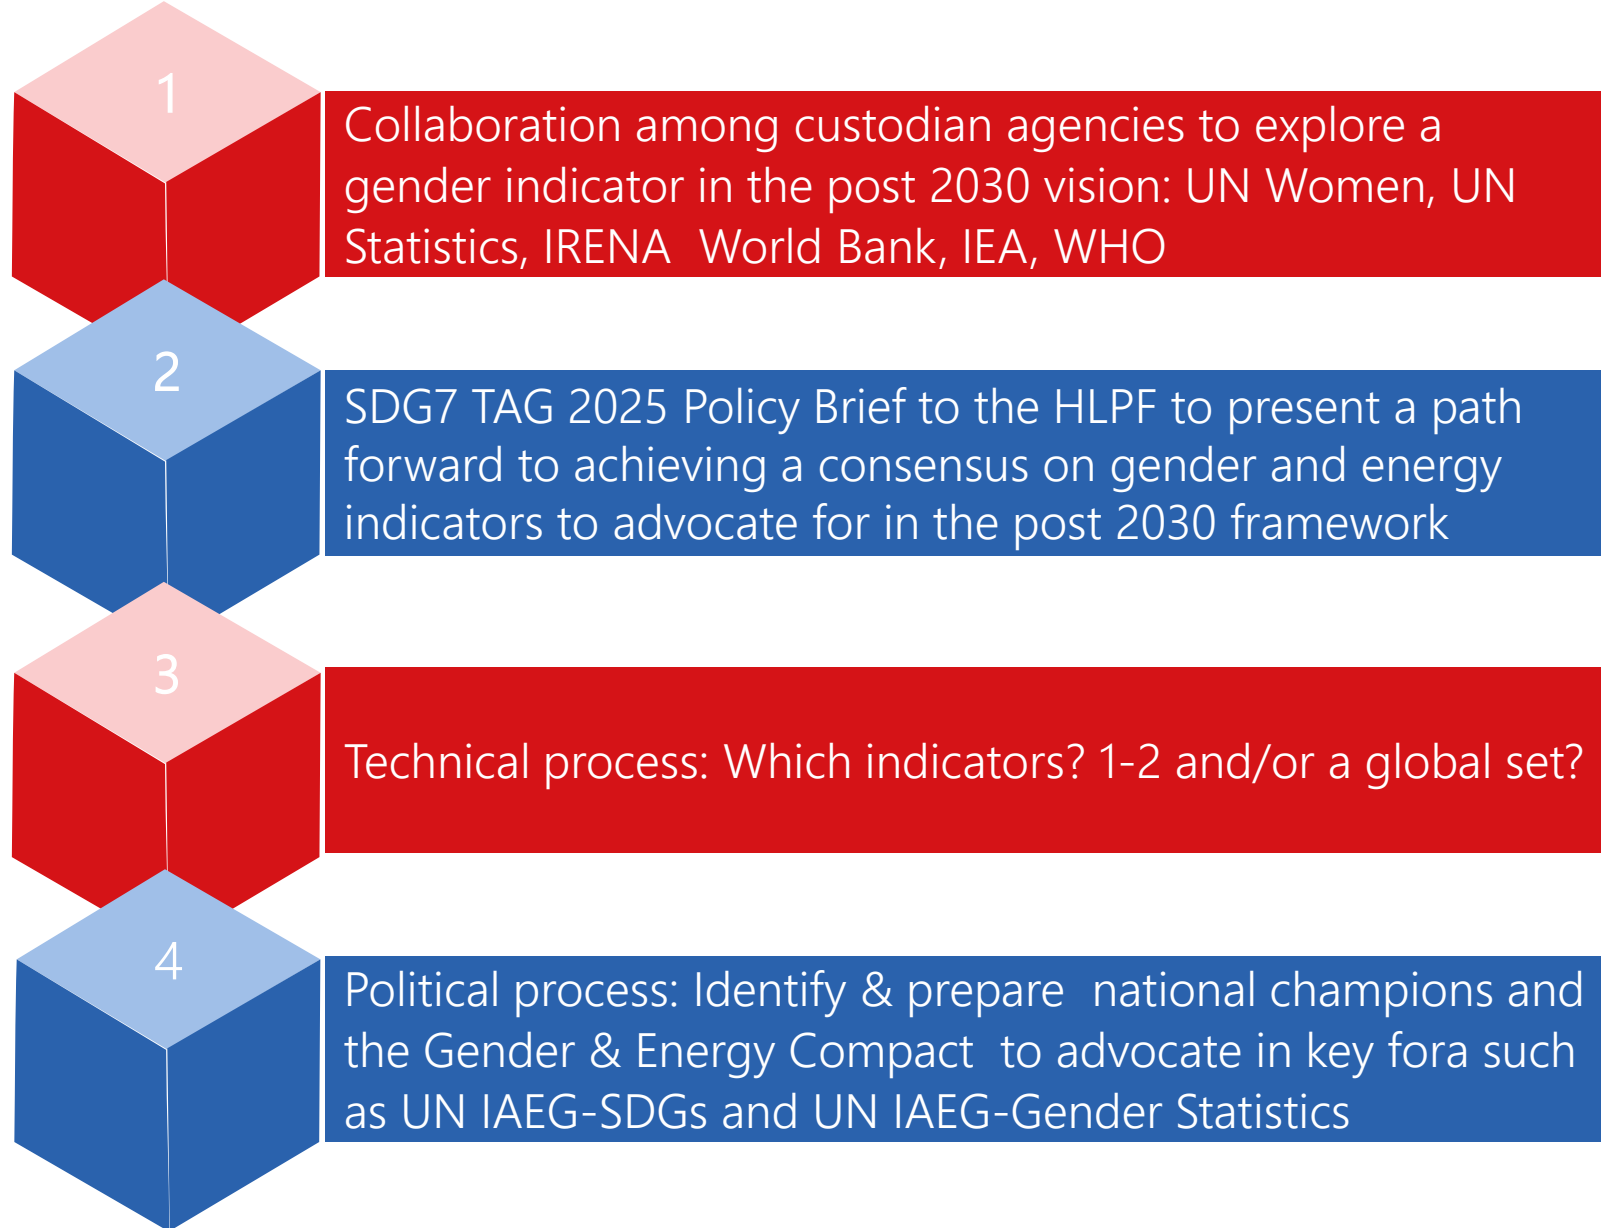 1
Collaboration among custodian agencies to explore a
gender indicator in the post 2030 vision: UN Women, UN
Statistics, IRENA  World Bank, IEA, WHO
2
SDG7 TAG 2025 Policy Brief to the HLPF to present a path
forward to achieving a consensus on gender and energy
indicators to advocate for in the post 2030 framework
3
Technical process: Which indicators? 1-2 and/or a global set?
4
Political process: Identify & prepare  national champions and
the Gender & Energy Compact  to advocate in key fora such
as UN IAEG-SDGs and UN IAEG-Gender Statistics